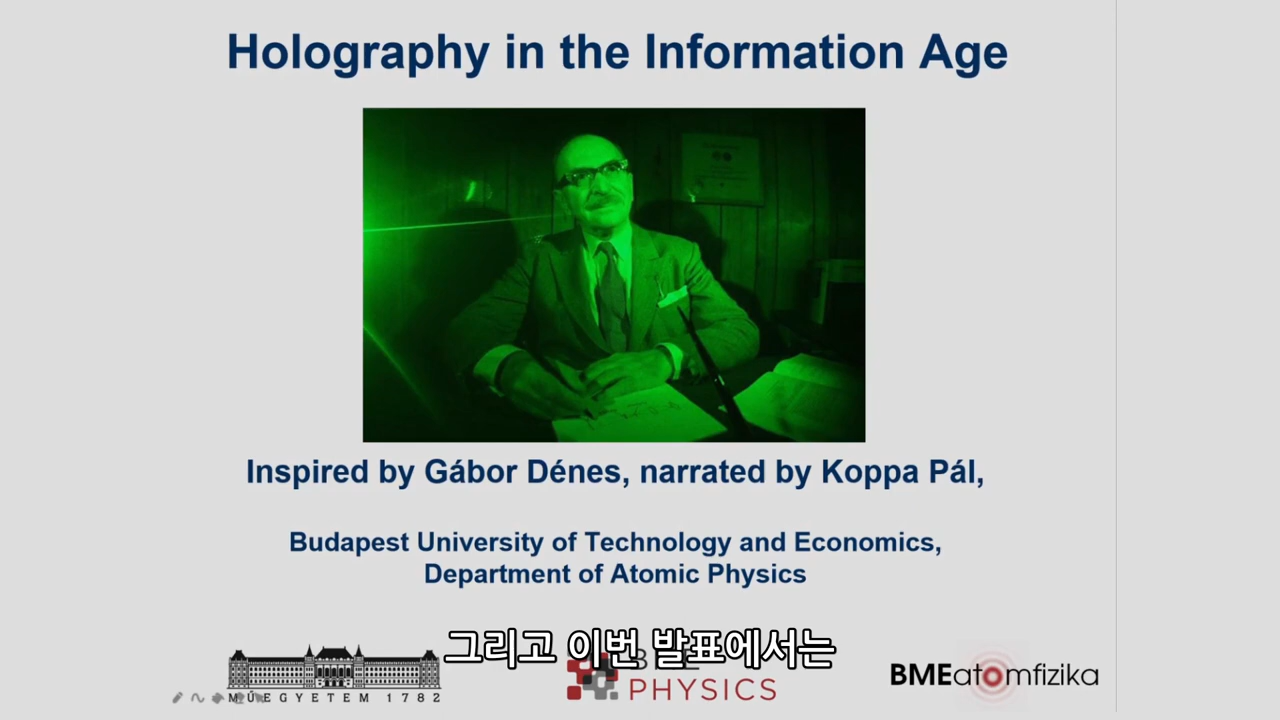 Holography in the Information Age
Inspired by Gábor Dénes, narrated by Koppa Pál,
Budapest University of Technology and Economics,
Department of Atomic Physics
그리고 이번 발표에서는
MŰEGYETEM 1782
PHYSICS
BMEatomfizika